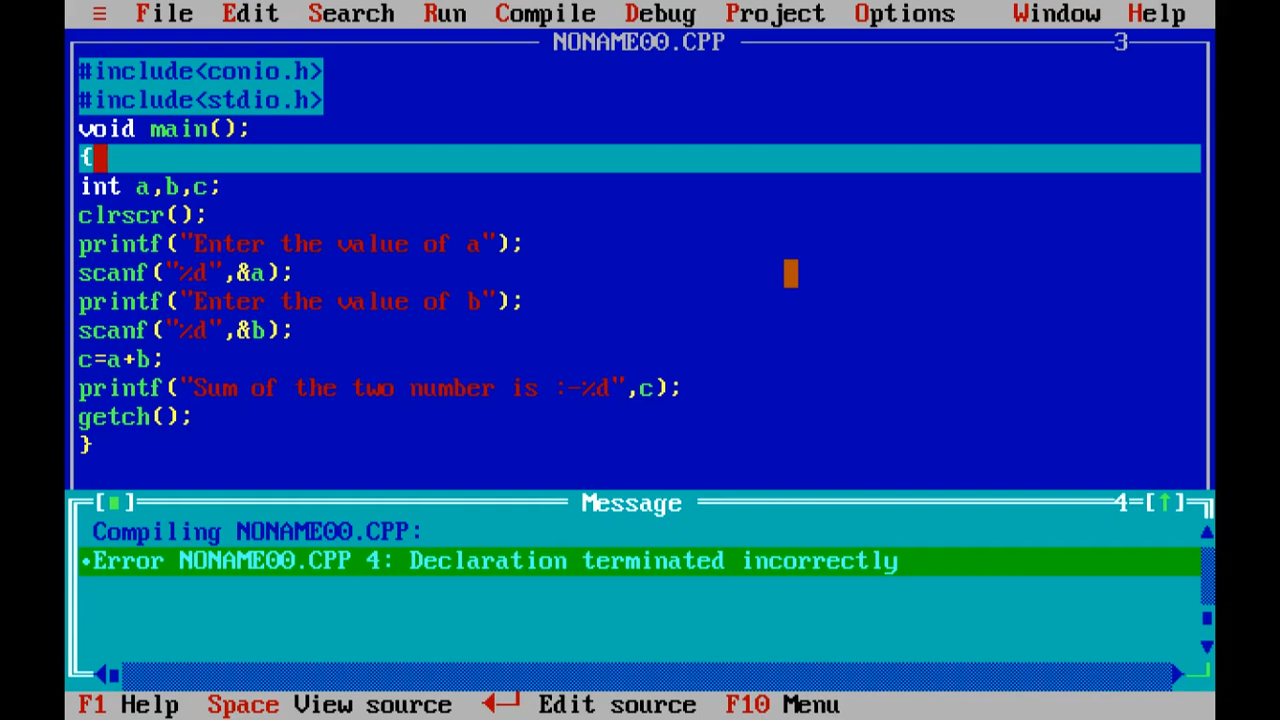 ≡ File Edit Search Run Compile Debug Project Options Window Help
NONAME00.CPP 3
#include<conio.h>
#include<stdio.h>
void main();
{
int a,b,c;
clrscr();
printf("Enter the value of a");
scanf("%d",&a);
printf("Enter the value of b");
scanf("%d",&b);
c=a+b;
printf("Sum of the two number is :-%d",c);
getch();
}
[■] Message 4=[↑]
Compiling NONAME00.CPP:
•Error NONAME00.CPP 4: Declaration terminated incorrectly
F1 Help Space View source ◄┘ Edit source F10 Menu